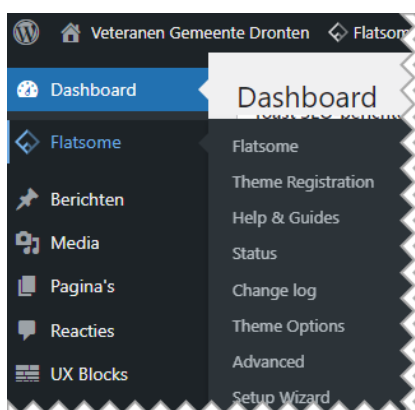 Veteranen Gemeente Dronten Flatsom
Dashboard
Dashboard
Flatsome
Flatsome
Theme Registration
Berichten
Help & Guides
Media
Status
Pagina's
Change log
Reacties
Theme Options
UX Blocks
Advanced
Setup Wizard